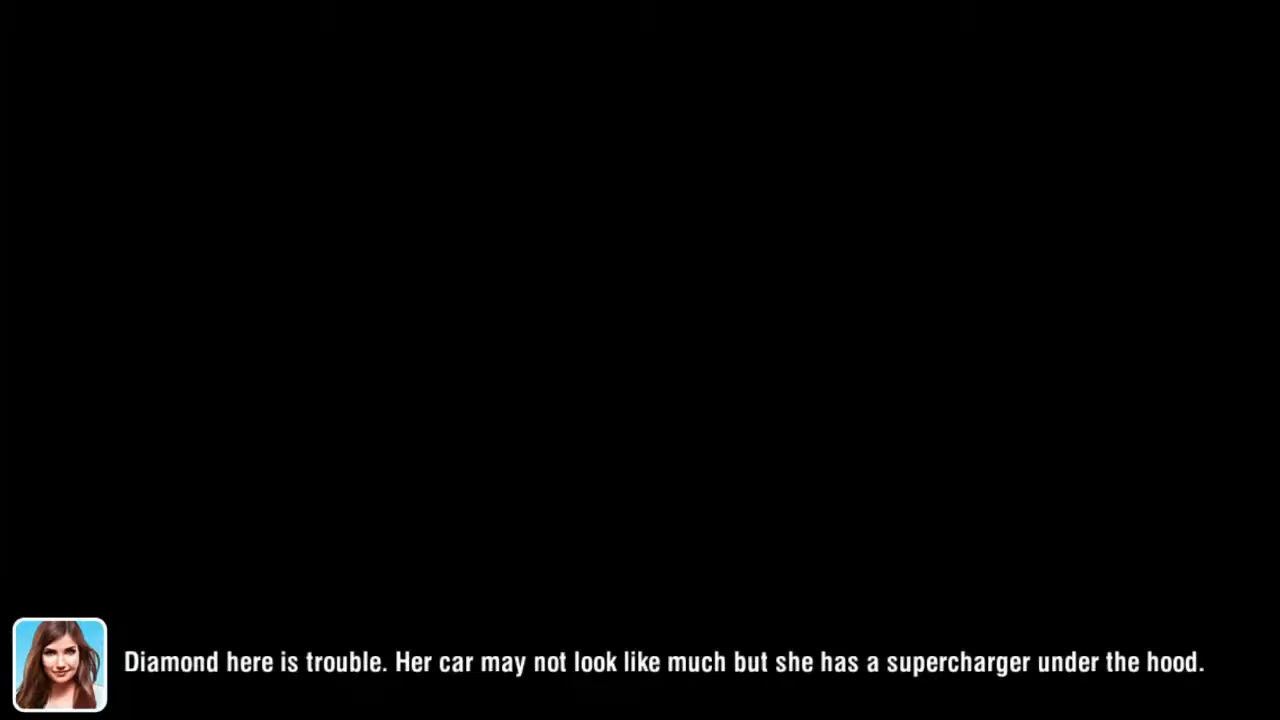 Diamond here is trouble. Her car may not look like much but she has a supercharger under the hood.